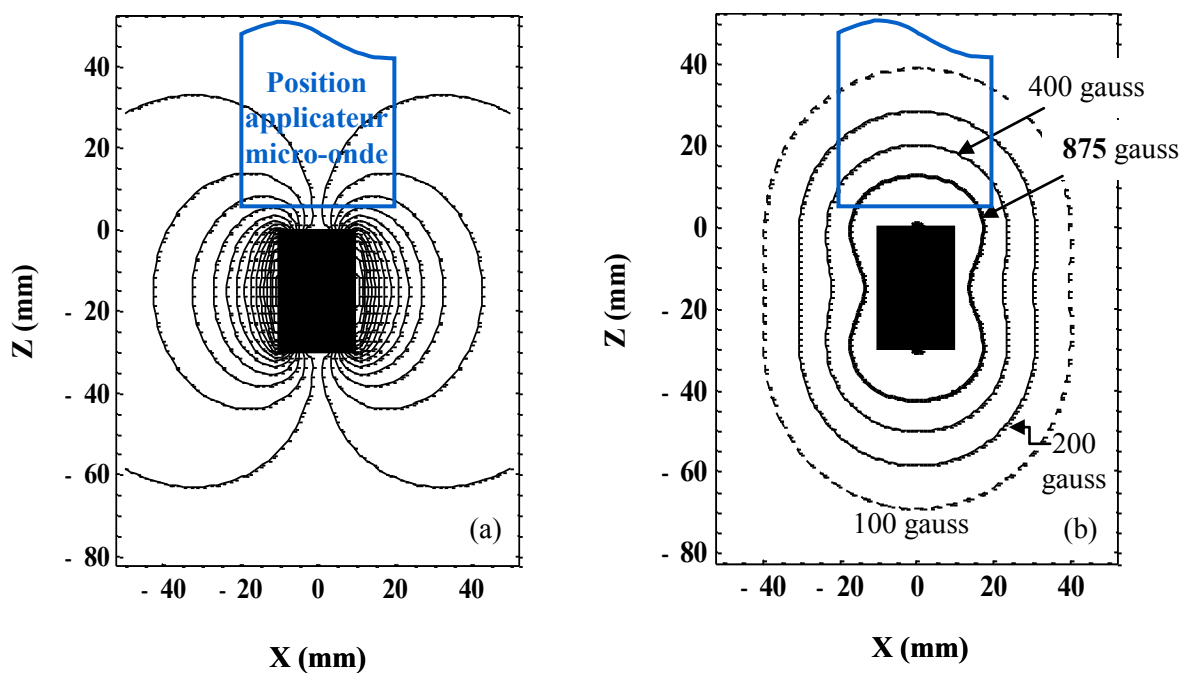 40
20
0
- 20
- 40
- 60
- 80
Z (mm)
Position
applicateur
micro-onde
(a)
- 40
- 20
0
20
40
X (mm)
40
20
0
- 20
- 40
- 60
- 80
Z (mm)
400 gauss
875 gauss
200
gauss
100 gauss
(b)
- 40
- 20
0
20
40
X (mm)